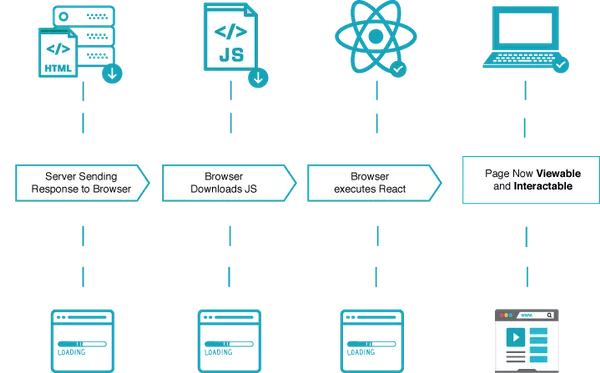 </>
HTML
</>
JS
Server Sending
Response to Browser
Browser
Downloads JS
Browser
executes React
Page Now Viewable
and Interactable
LOADING
LOADING
LOADING
www.